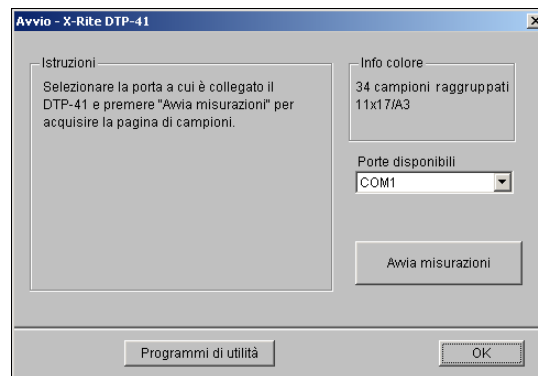 Avvio - X-Rite DTP-41
Istruzioni
Selezionare la porta a cui è collegato il
DTP-41 e premere "Avvia misurazioni" per
acquisire la pagina di campioni.
Info colore
34 campioni raggruppati
11x17/A3
Porte disponibili
COM1
Avvia misurazioni
Programmi di utilità
OK